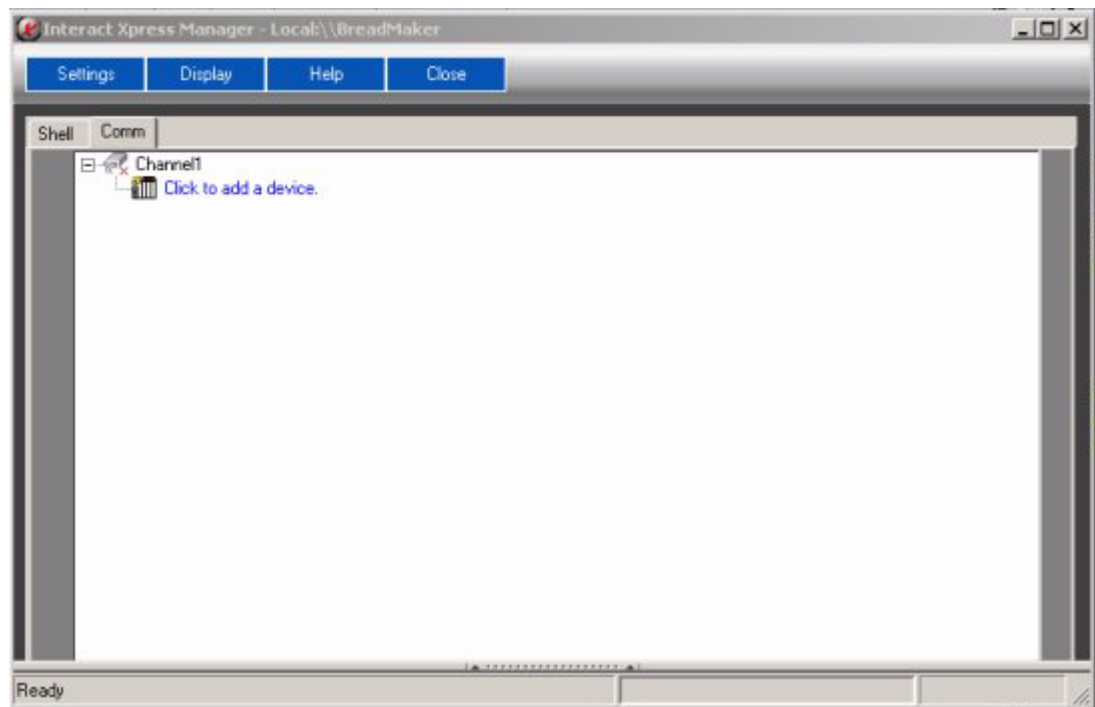 Interact Xpress Manager - Local:\\BreadMaker
Settings Display Help Close
Shell Comm
Channel1
Click to add a device.
Ready